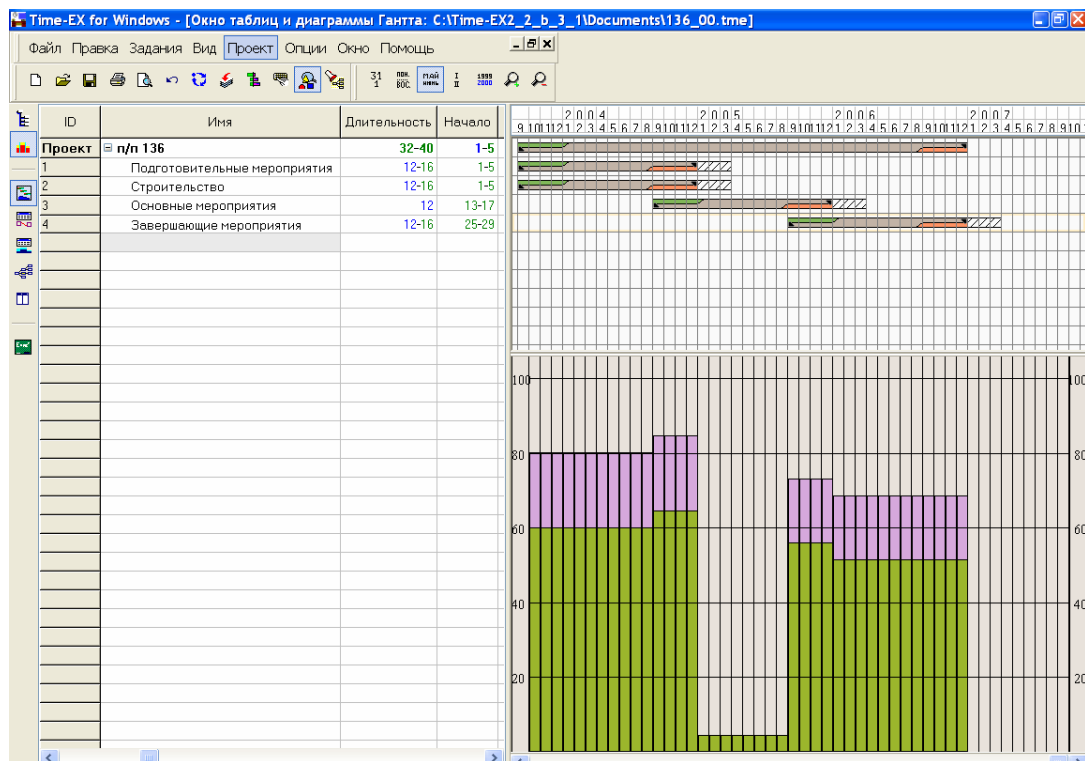 Time-EX for Windows - [Окно таблиц и диаграммы Гантта: C:\Time-EX2_2_b_3_1\Documents\136_00.tme]
Файл Правка Задания Вид Проект Опции Окно Помощь
31 1 пон. вос. май июнь I II 1999 2000
ID Имя Длительность Начало
2004 2005 2006 2007
9 10 11 12 1 2 3 4 5 6 7 8 9 10 11 12 1 2 3 4 5 6 7 8 9 10 11 12 1 2 3 4 5 6 7 8 9 10 11 12 1 2 3 4 5 6 7 8 9 10
Проект п/п 136 32-40 1-5
1 Подготовительные мероприятия 12-16 1-5
2 Строительство 12-16 1-5
3 Основные мероприятия 12 13-17
4 Завершающие мероприятия 12-16 25-29
100 100
80 80
60 60
40 40
20 20